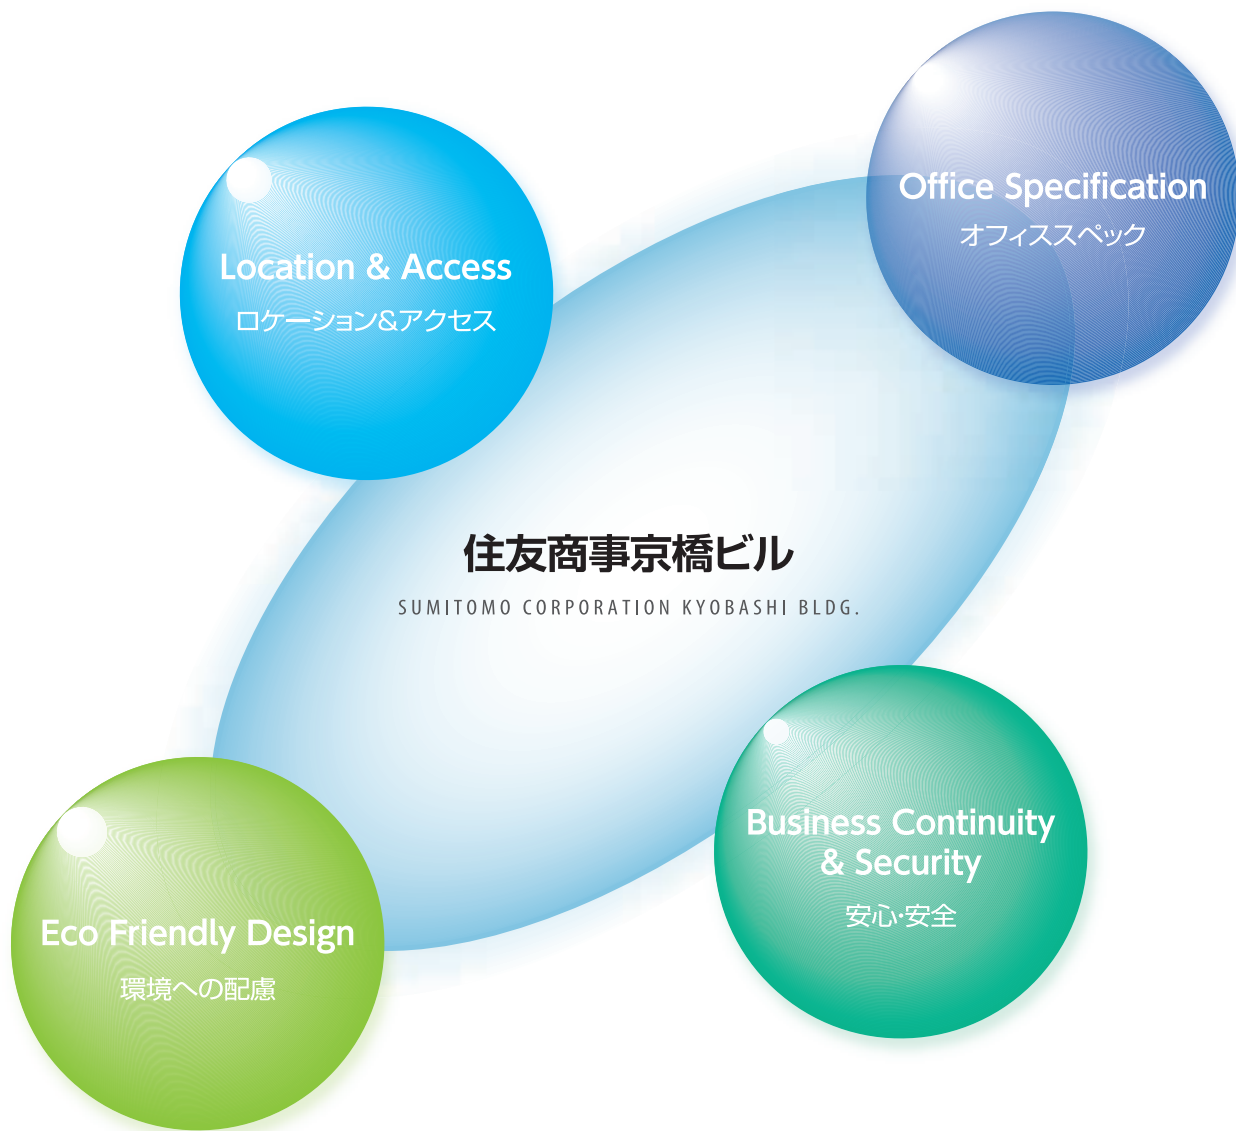 Office Specification
オフィススペック
Location & Access
ロケーション&アクセス
住友商事京橋ビル
SUMITOMO CORPORATION KYOBASHI BLDG.
Business Continuity
& Security
安心・安全
Eco Friendly Design
環境への配慮